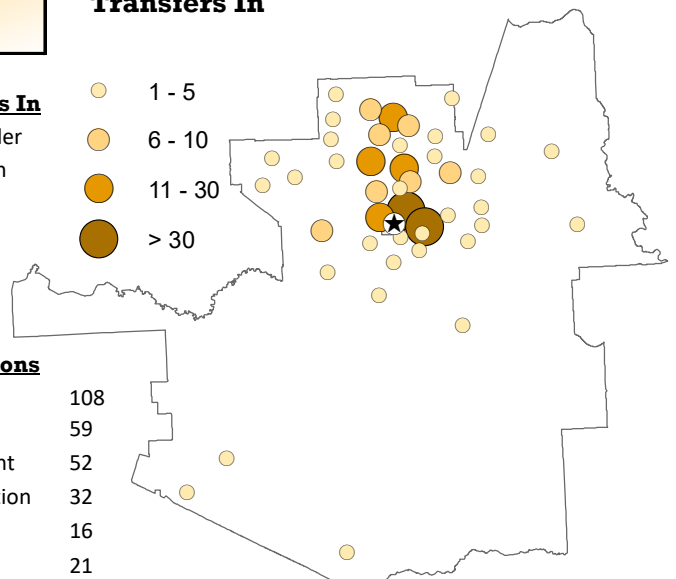 Transfers In
s In
1 - 5
ler
6 - 10
n
11 - 30
> 30
ons
108
59
nt 52
tion 32
16
21